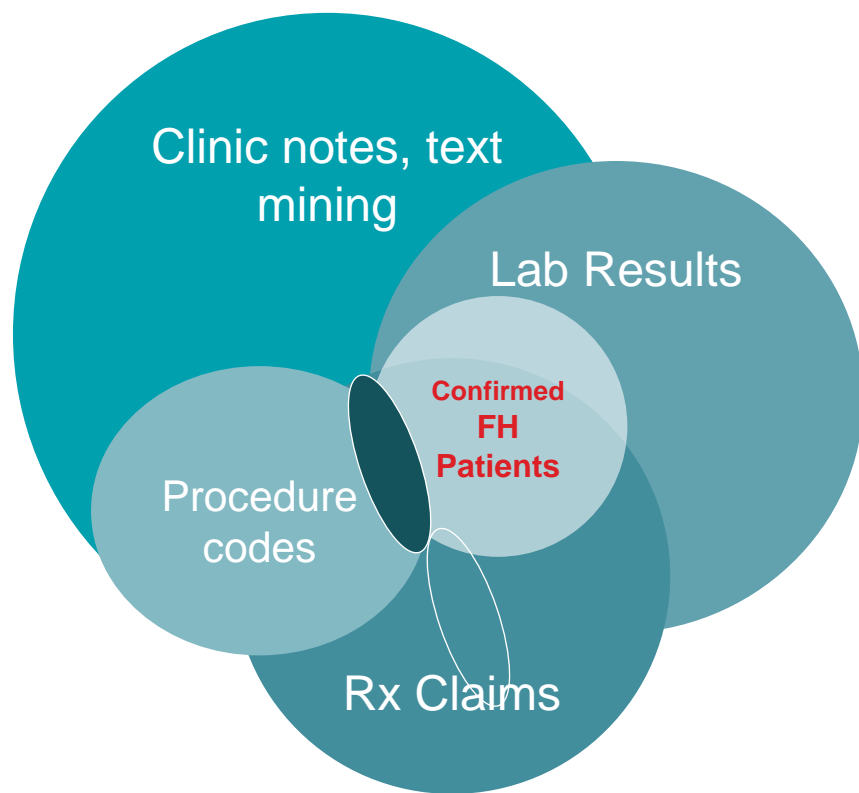 Clinic notes, text
mining
Lab Results
Confirmed
FH
Patients
Procedure
codes
Rx Claims